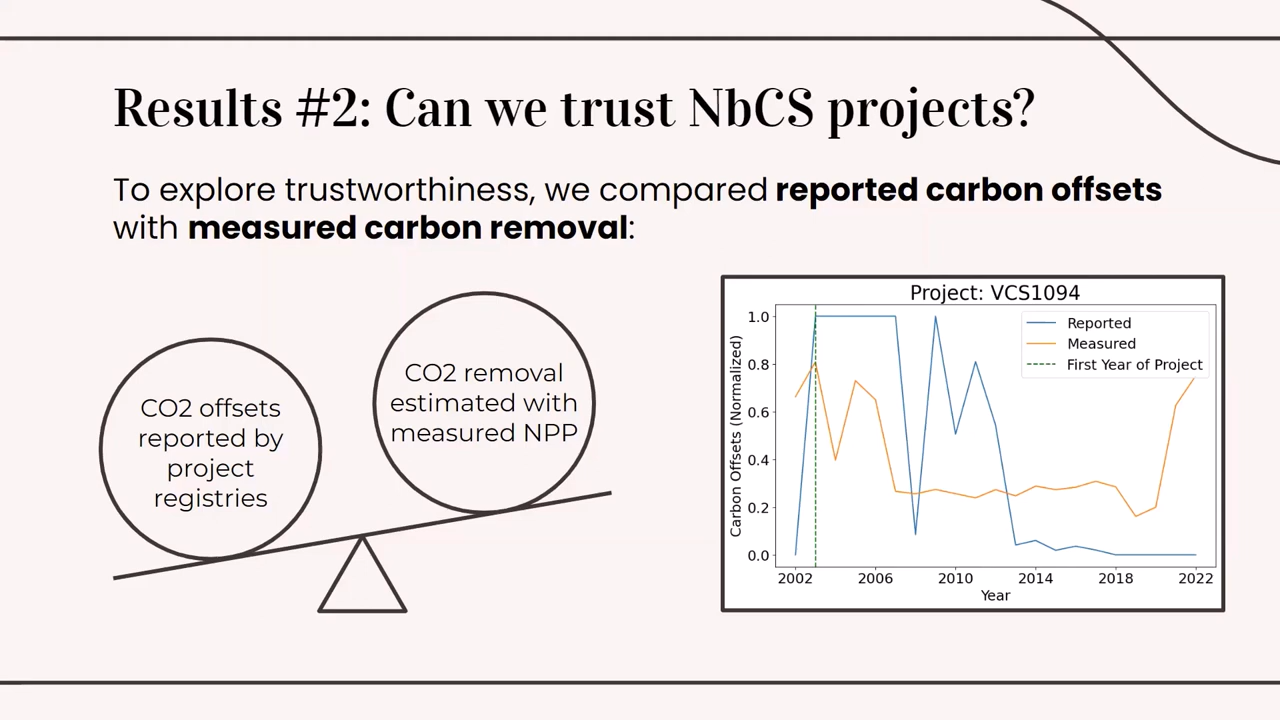 Results #2: Can we trust NbCS projects?
To explore trustworthiness, we compared reported carbon offsets
with measured carbon removal:
CO2 offsets
reported by
project
registries
CO2 removal
estimated with
measured NPP
Project: VCS1094
Carbon Offsets (Normalized)
1.0
0.8
0.6
0.4
0.2
0.0
Reported
Measured
First Year of Project
2002 2006 2010 2014 2018 2022
Year